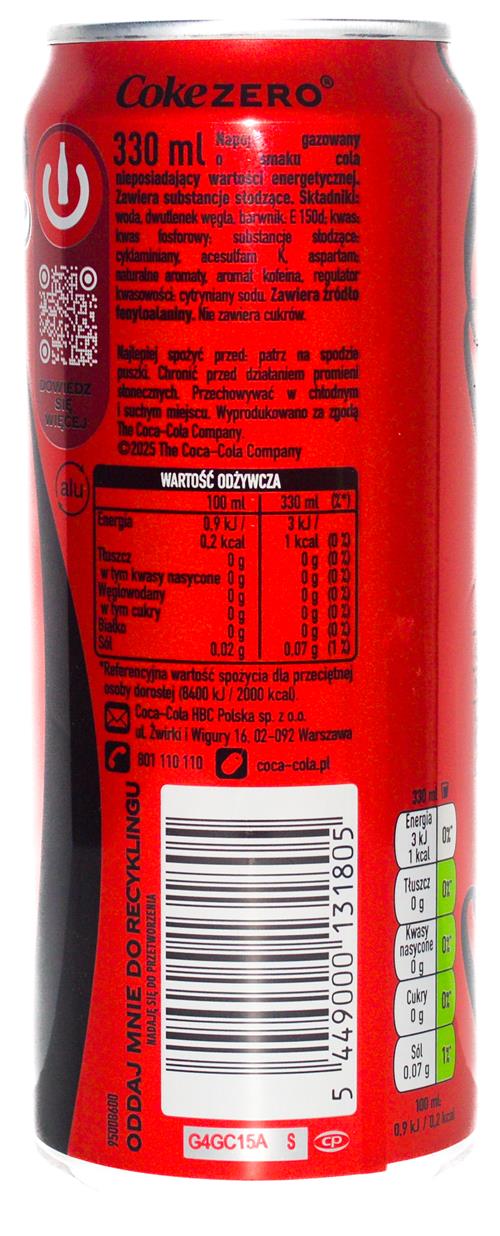 Coke ZERO®
330 ml Napój gazowany
o smaku cola
nieposiadający wartości energetycznej.
Zawiera substancje słodzące. Składniki:
woda, dwutlenek węgla, barwnik: E 150d; kwas:
kwas fosforowy; substancje słodzące:
cyklaminiany, acesulfam K, aspartam;
naturalne aromaty, aromat kofeina, regulator
kwasowości: cytryniany sodu. Zawiera źródło
fenyloalaniny. Nie zawiera cukrów.
DOWIEDZ
SIĘ
WIĘCEJ
Najlepiej spożyć przed: patrz na spodzie
puszki. Chronić przed działaniem promieni
słonecznych. Przechowywać w chłodnym
i suchym miejscu. Wyprodukowano za zgodą
The Coca-Cola Company.
©2025 The Coca-Cola Company
alu
WARTOŚĆ ODŻYWCZA
100 ml 330 ml (%*)
Energia 0,9 kJ / 3 kJ /
0,2 kcal 1 kcal (0 %)
Tłuszcz 0 g 0 g (0 %)
w tym kwasy nasycone 0 g 0 g (0 %)
Węglowodany 0 g 0 g (0 %)
w tym cukry 0 g 0 g (0 %)
Białko 0 g 0 g (0 %)
Sól 0,02 g 0,07 g (1 %)
*Referencyjna wartość spożycia dla przeciętnej
osoby dorosłej (8400 kJ / 2000 kcal).
Coca-Cola HBC Polska sp. z o.o.
ul. Żwirki i Wigury 16, 02-092 Warszawa
801 110 110 coca-cola.pl
ODDAJ MNIE DO RECYKLINGU
NADAJĘ SIĘ DO PRZETWORZENIA
95008600
5 449000 131805
G4GC15A S
CP
330 ml
Energia
3 kJ
1 kcal
0%*
Tłuszcz
0 g
0%*
Kwasy
nasycone
0 g
0%*
Cukry
0 g
0%*
Sól
0,07 g
1%*
100 ml:
0,9 kJ / 0,2 kcal